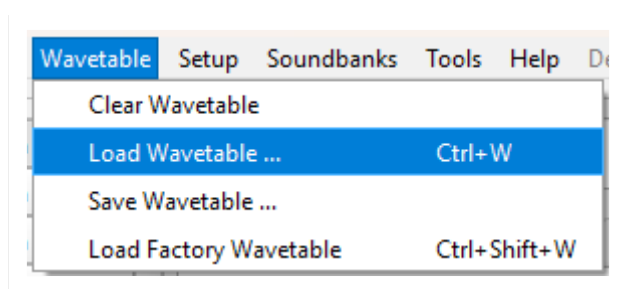 Wavetable Setup Soundbanks Tools Help
Clear Wavetable
Load Wavetable ... Ctrl+W
Save Wavetable ...
Load Factory Wavetable Ctrl+Shift+W